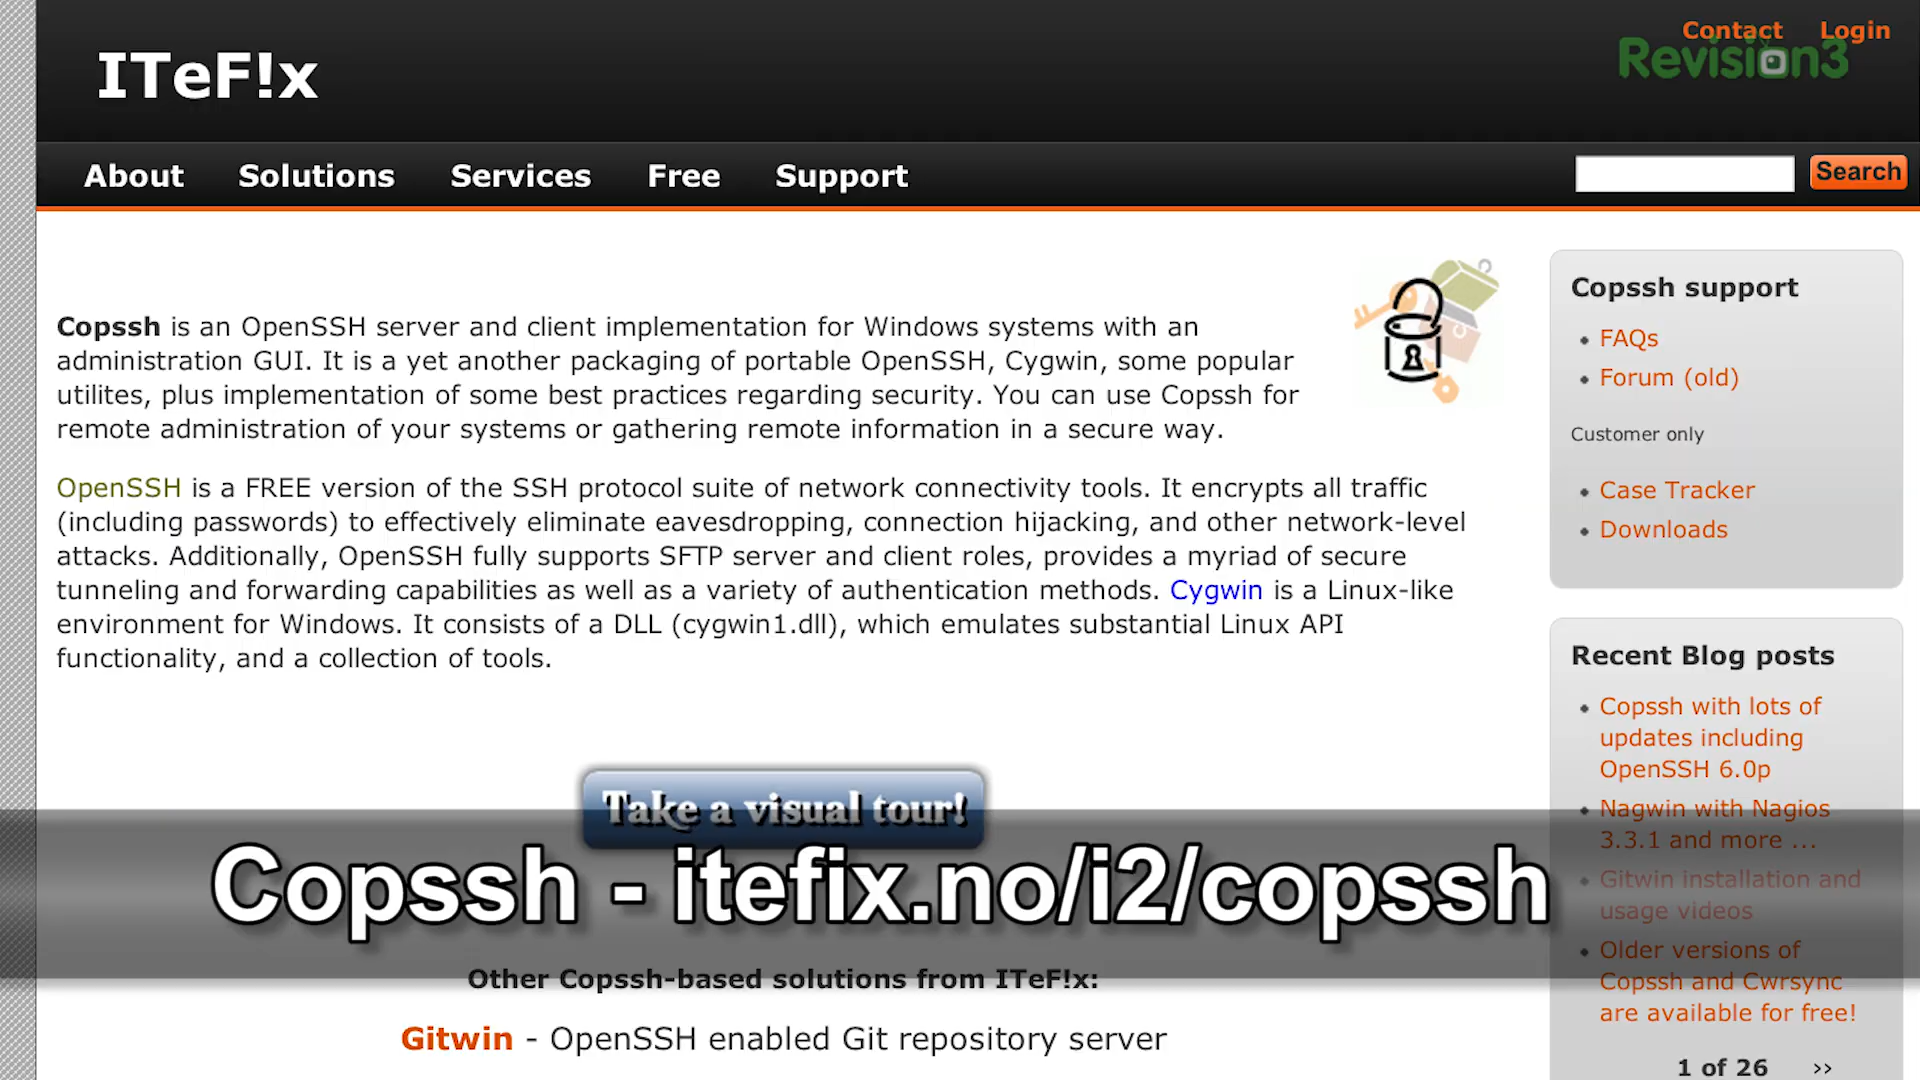 Contact Login
Revision3
ITeF!x
About Solutions Services Free Support
Search
Copssh is an OpenSSH server and client implementation for Windows systems with an
administration GUI. It is a yet another packaging of portable OpenSSH, Cygwin, some popular
utilites, plus implementation of some best practices regarding security. You can use Copssh for
remote administration of your systems or gathering remote information in a secure way.
OpenSSH is a FREE version of the SSH protocol suite of network connectivity tools. It encrypts all traffic
(including passwords) to effectively eliminate eavesdropping, connection hijacking, and other network-level
attacks. Additionally, OpenSSH fully supports SFTP server and client roles, provides a myriad of secure
tunneling and forwarding capabilities as well as a variety of authentication methods. Cygwin is a Linux-like
environment for Windows. It consists of a DLL (cygwin1.dll), which emulates substantial Linux API
functionality, and a collection of tools.
Take a visual tour!
Copssh - itefix.no/i2/copssh
Other Copssh-based solutions from ITeF!x:
Gitwin - OpenSSH enabled Git repository server
Copssh support
FAQs
Forum (old)
Customer only
Case Tracker
Downloads
Recent Blog posts
Copssh with lots of
updates including
OpenSSH 6.0p
Nagwin with Nagios
3.3.1 and more ...
Gitwin installation and
usage videos
Older versions of
Copssh and Cwrsync
are available for free!
1 of 26 ››